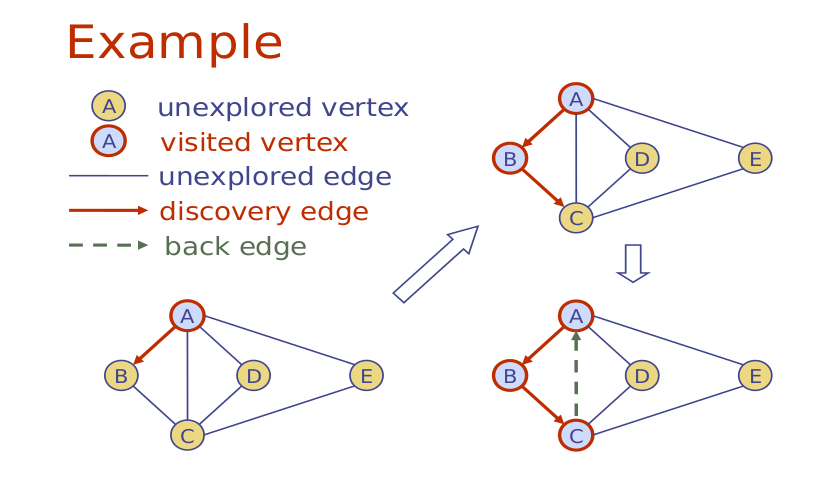 Example
A unexplored vertex
A visited vertex
unexplored edge
discovery edge
back edge
A
B D E
C
A
B D E
C
A
B D E
C